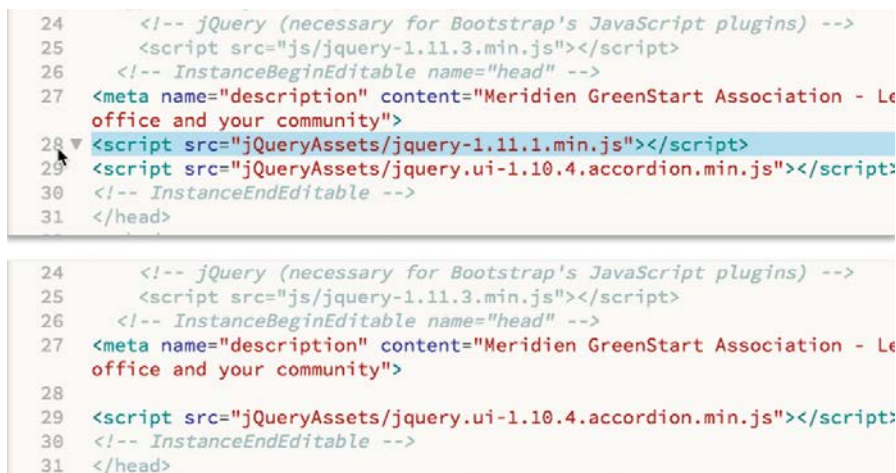 24 <!-- jQuery (necessary for Bootstrap's JavaScript plugins) -->
25 <script src="js/jquery-1.11.3.min.js"></script>
26 <!-- InstanceBeginEditable name="head" -->
27 <meta name="description" content="Meridien GreenStart Association - Le
office and your community">
28 <script src="jQueryAssets/jquery-1.11.1.min.js"></script>
29 <script src="jQueryAssets/jquery.ui-1.10.4.accordion.min.js"></script>
30 <!-- InstanceEndEditable -->
31 </head>
24 <!-- jQuery (necessary for Bootstrap's JavaScript plugins) -->
25 <script src="js/jquery-1.11.3.min.js"></script>
26 <!-- InstanceBeginEditable name="head" -->
27 <meta name="description" content="Meridien GreenStart Association - Le
office and your community">
28
29 <script src="jQueryAssets/jquery.ui-1.10.4.accordion.min.js"></script>
30 <!-- InstanceEndEditable -->
31 </head>